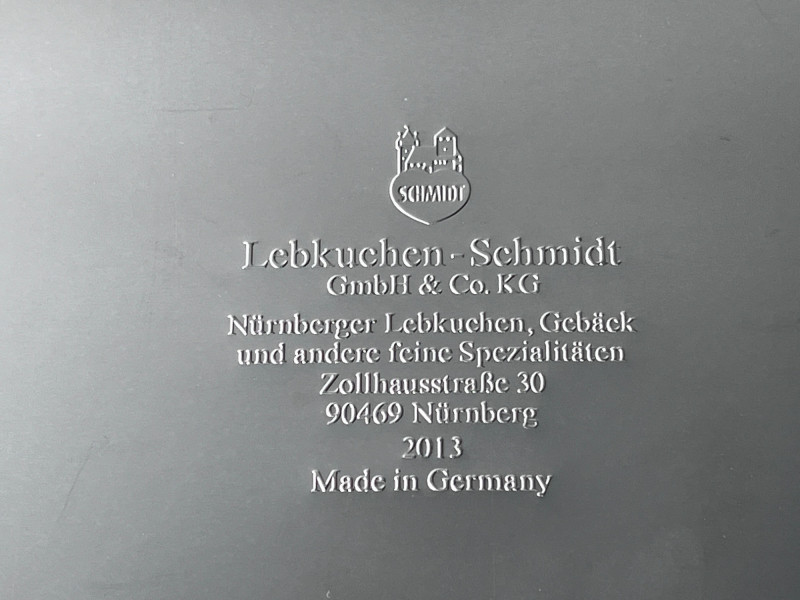 SCHMIDT
Lebkuchen-Schmidt
GmbH & Co. KG
Nürnberger Lebkuchen, Gebäck
und andere feine Spezialitäten
Zollhausstraße 30
90469 Nürnberg
2013
Made in Germany